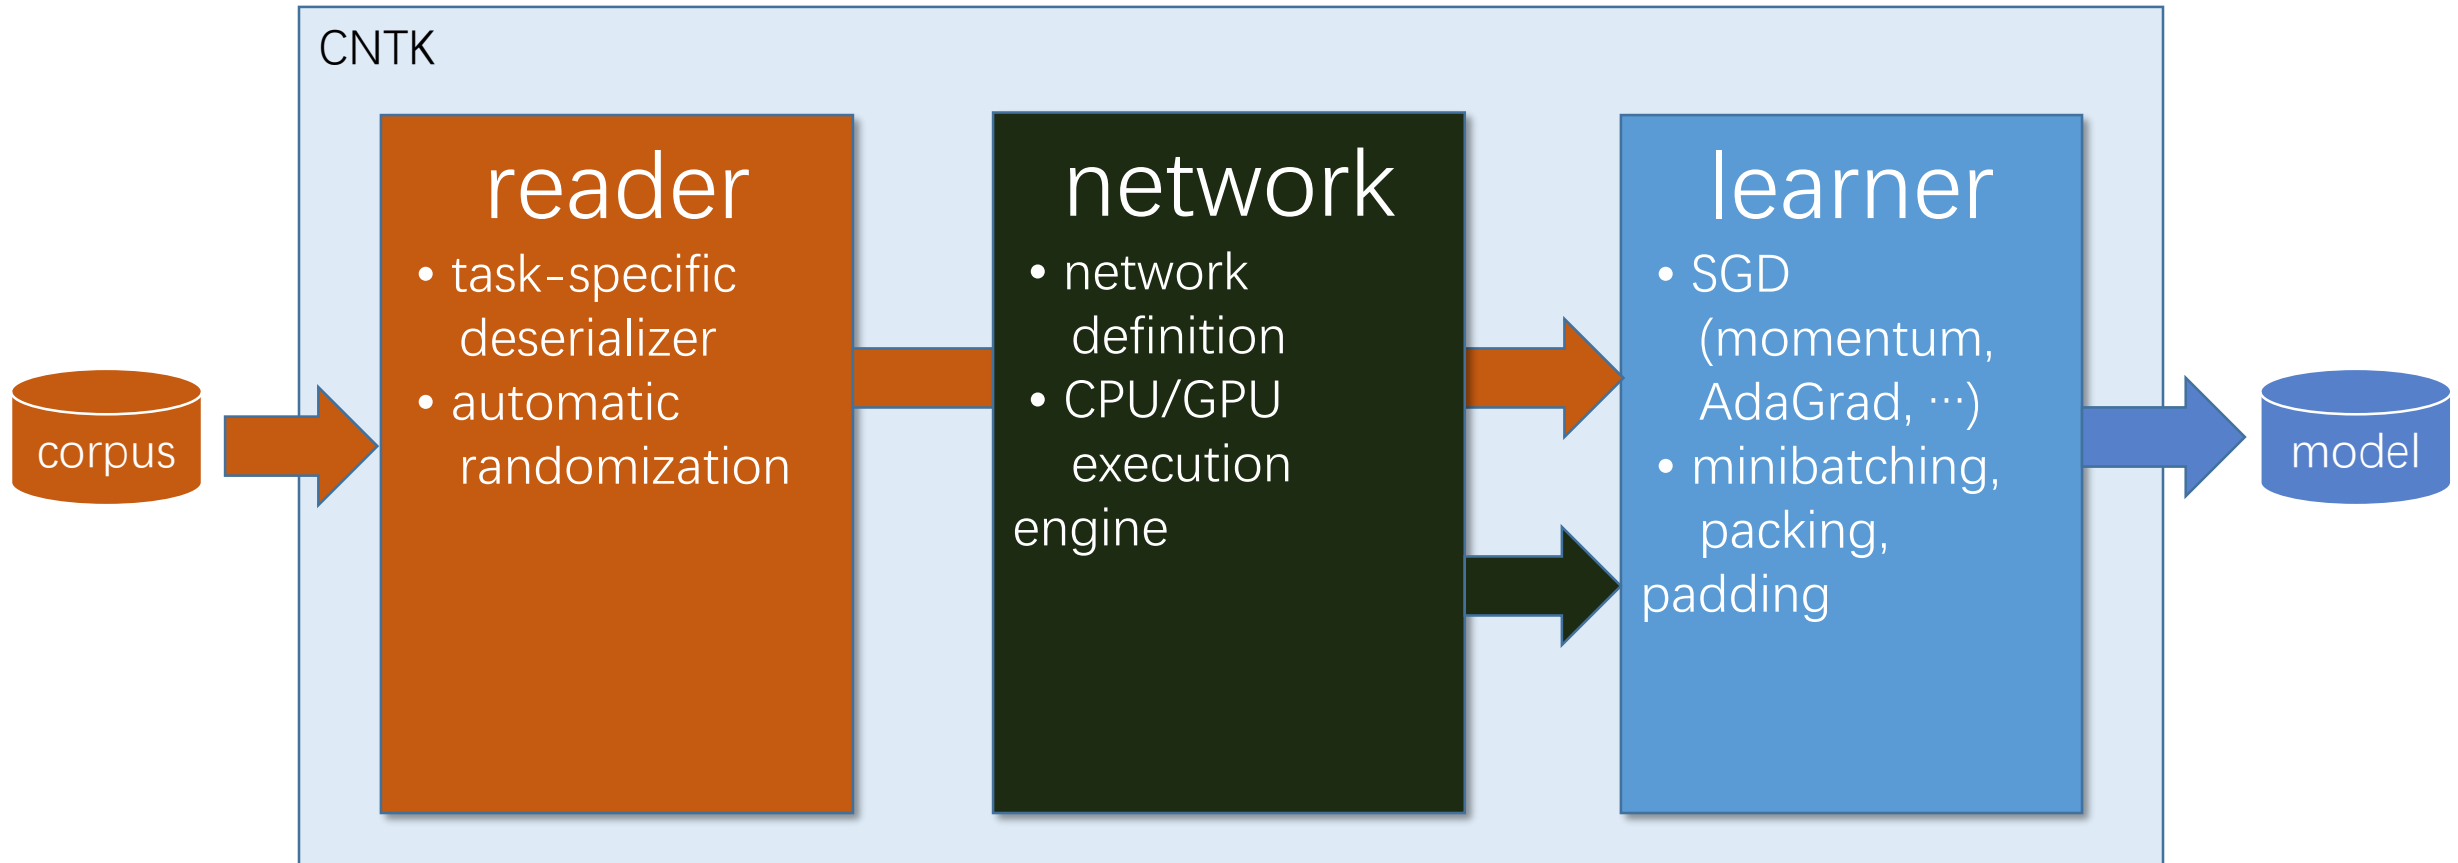 CNTK
corpus
reader
• task-specific
deserializer
• automatic
randomization
network
• network
definition
• CPU/GPU
execution
engine
learner
• SGD
(momentum,
AdaGrad, …)
• minibatching,
packing,
padding
model